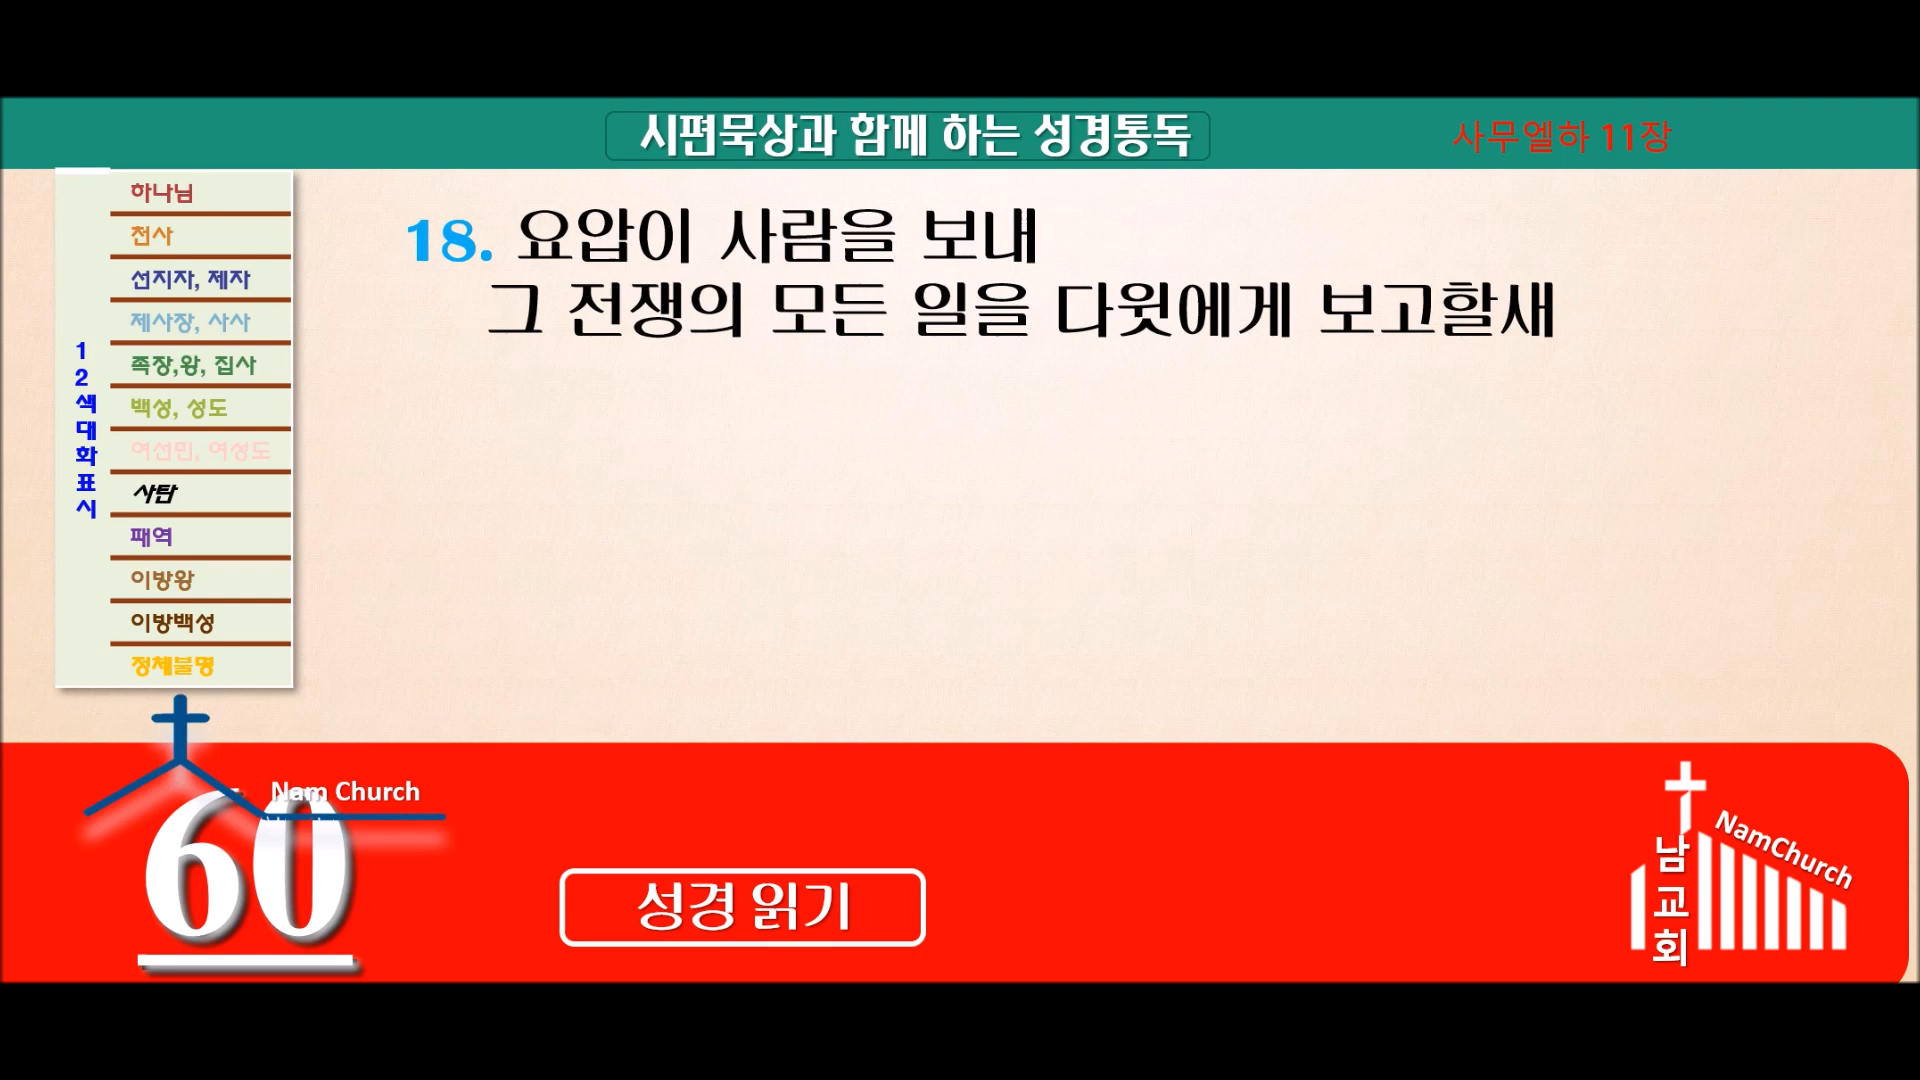 시편묵상과 함께 하는 성경통독
사무엘하 11장
12색대화표시
하나님
천사
선지자, 제자
제사장, 사사
족장,왕, 집사
백성, 성도
여선민, 여성도
사탄
패역
이방왕
이방백성
정체불명
18. 요압이 사람을 보내
그 전쟁의 모든 일을 다윗에게 보고할새
Nam Church
60
성경 읽기
남교회
NamChurch